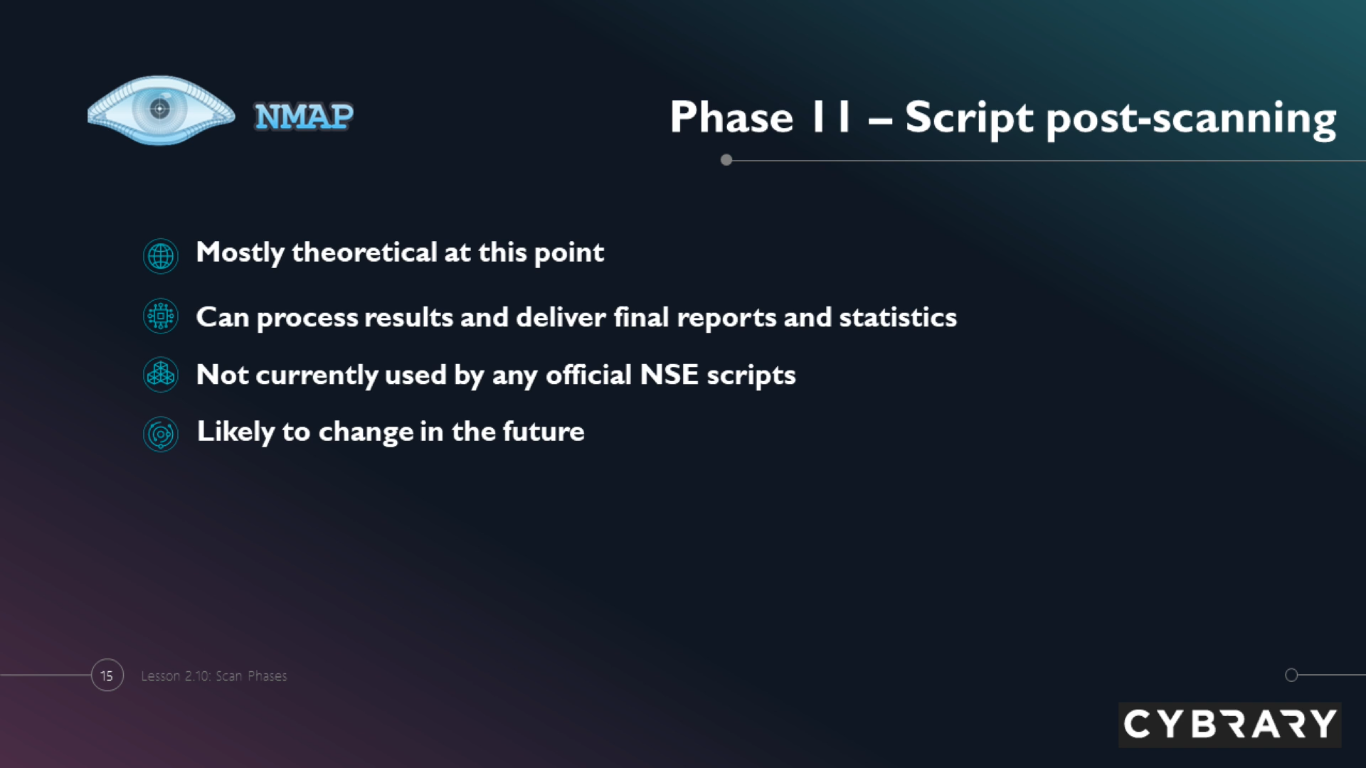 NMAP
Phase 11 – Script post-scanning
Mostly theoretical at this point
Can process results and deliver final reports and statistics
Not currently used by any official NSE scripts
Likely to change in the future
15
Lesson 2.10: Scan Phases
CYBRARY